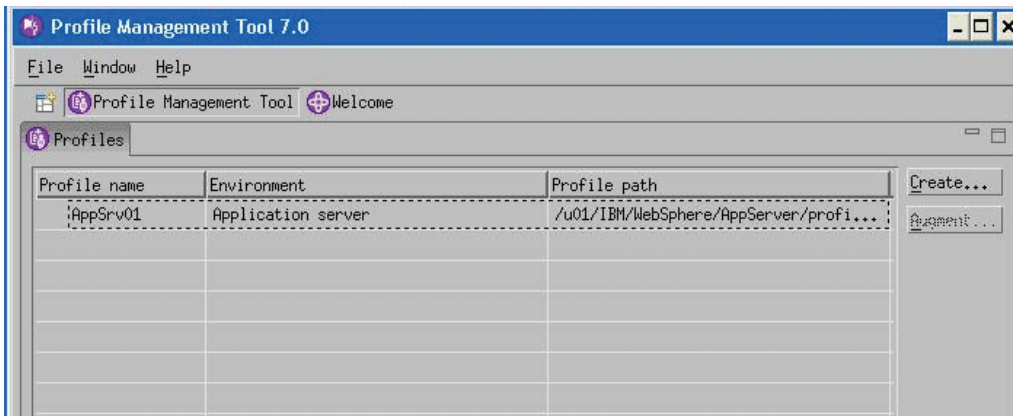 Profile Management Tool 7.0
File Window Help
Profile Management Tool Welcome
Profiles
Profile name Environment Profile path Create...
AppSrv01 Application server /u01/IBM/WebSphere/AppServer/profi... Augment...